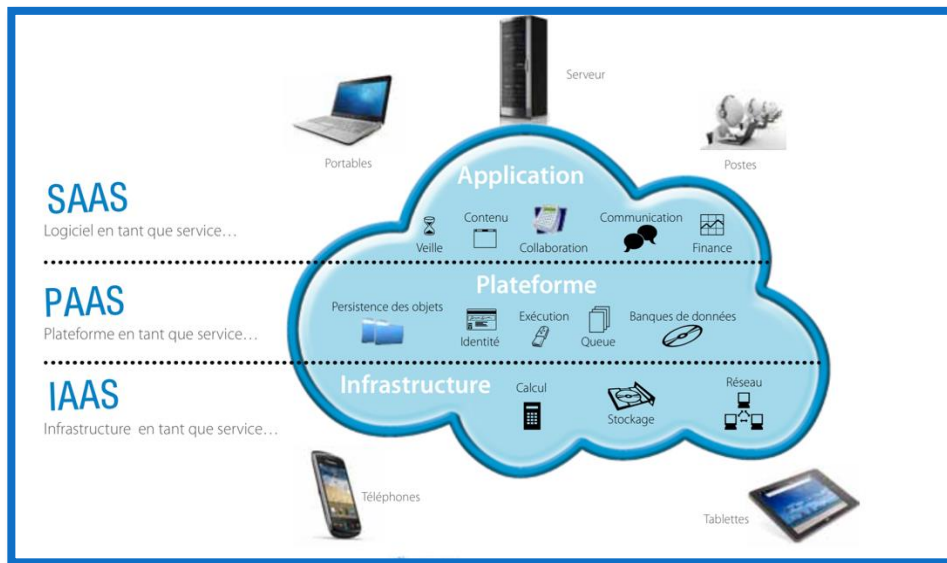 Serveur
Portables
Postes
Application
SAAS
Logiciel en tant que service…
Contenu
Communication
Veille
Collaboration
Finance
Plateforme
PAAS
Plateforme en tant que service…
Persistence des objets
Exécution
Banques de données
Identité
Queue
Infrastructure
IAAS
Infrastructure en tant que service…
Calcul
Réseau
Stockage
Téléphones
Tablettes